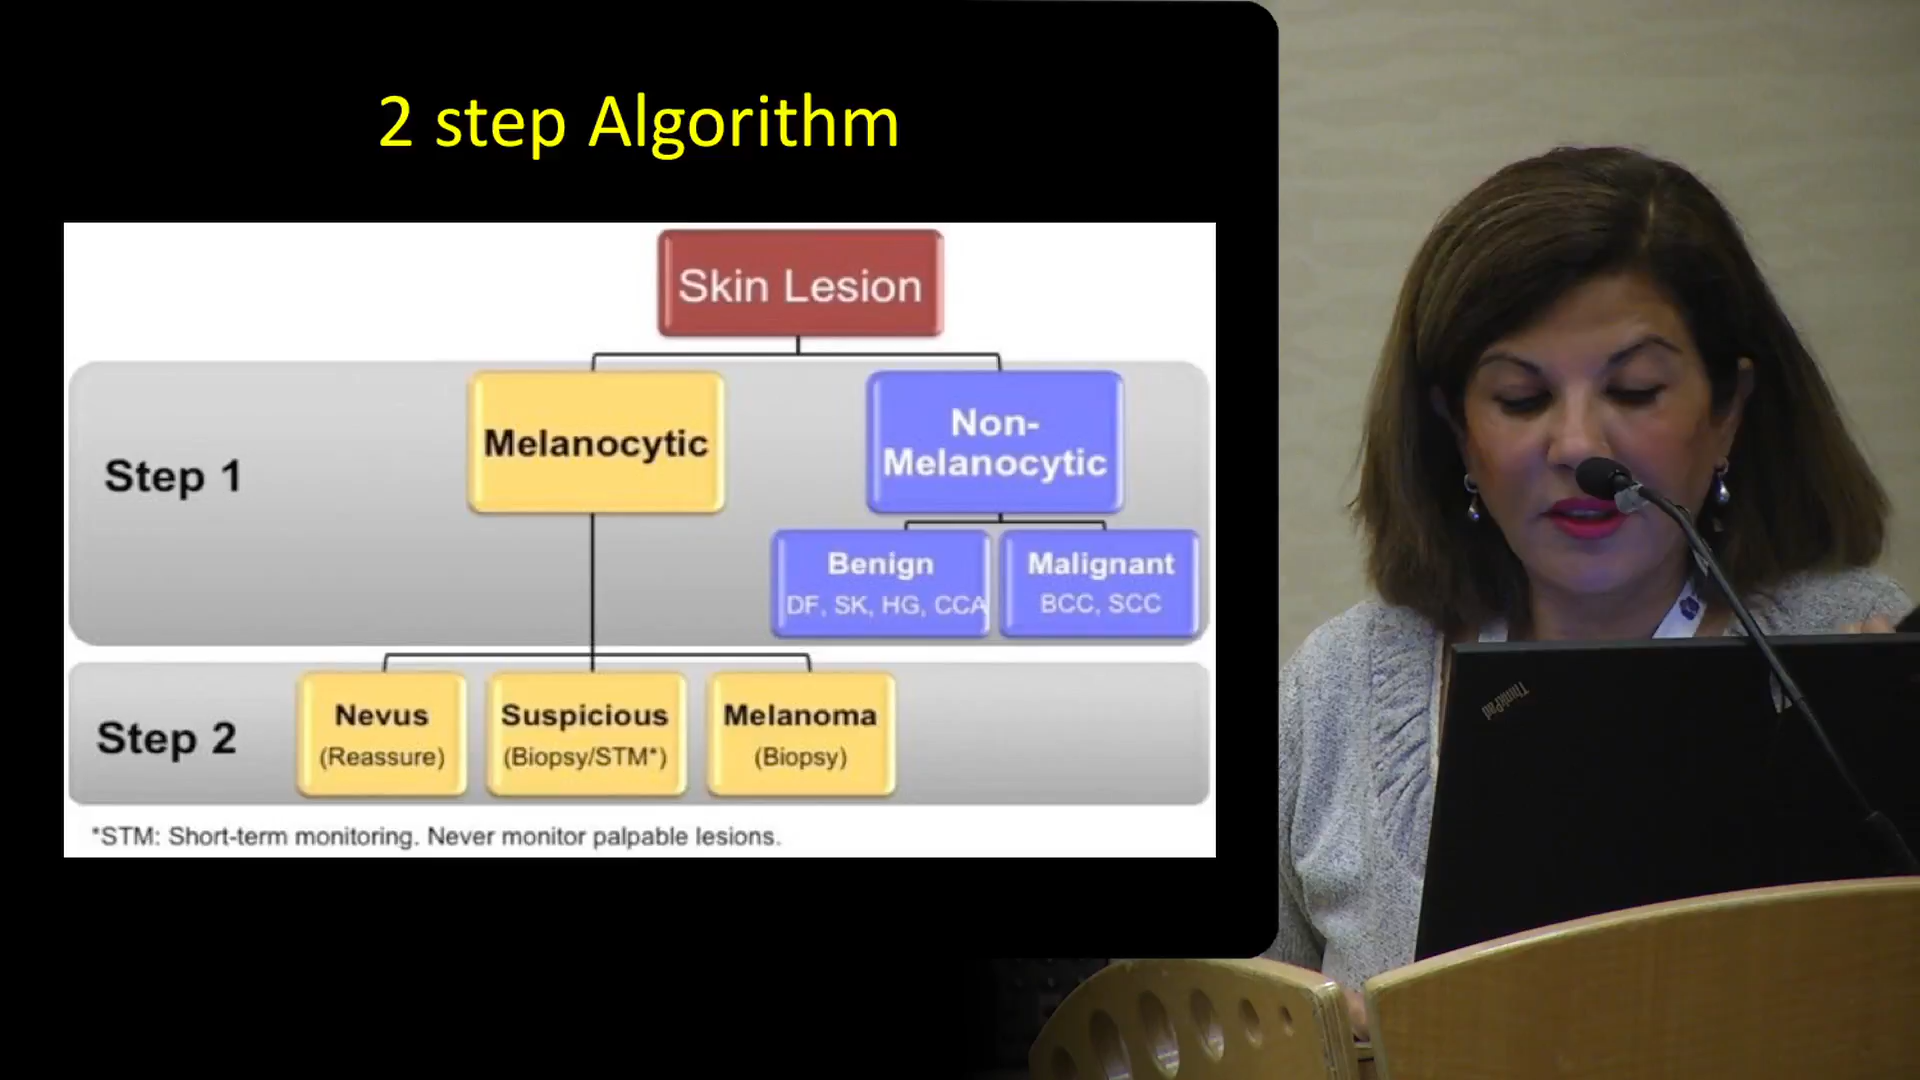 2 step Algorithm
Skin Lesion
Step 1
Melanocytic
Non-
Melanocytic
Benign
DF, SK, HG, CCA
Malignant
BCC, SCC
Step 2
Nevus
(Reassure)
Suspicious
(Biopsy/STM*)
Melanoma
(Biopsy)
*STM: Short-term monitoring. Never monitor palpable lesions.
ThinkPad